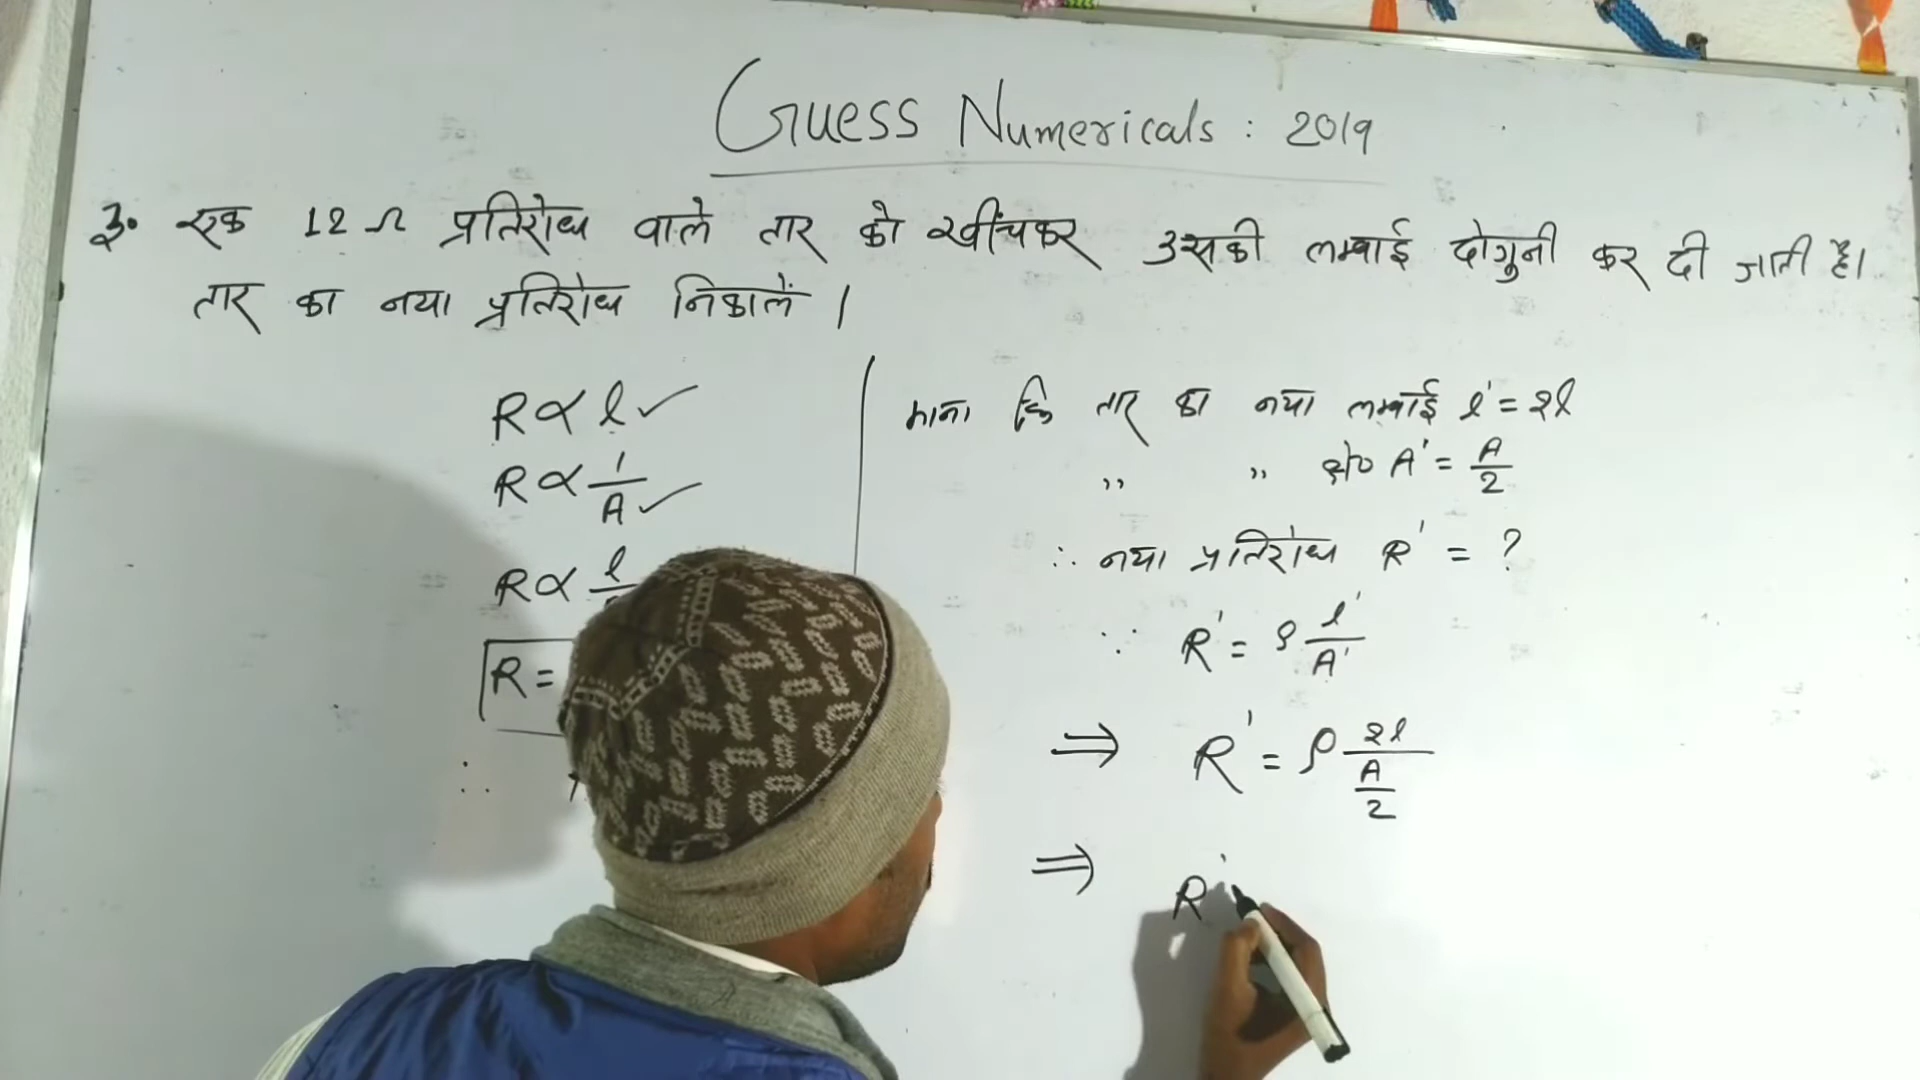 Guess Numericals : 2019
3. एक 12 Ω प्रतिरोध वाले तार को खींचकर उसकी लम्बाई दोगुनी कर दी जाती है।
तार का नया प्रतिरोध निकालें।
R ∝ l ✓
R ∝ 1/A ✓
R ∝ l
R =
∴
माना कि तार का नया लम्बाई l' = 2l
,, ,, क्षे० A' = A/2
∴ नया प्रतिरोध R' = ?
∵ R' = ρ l'/A'
⇒ R' = ρ 2l/(A/2)
⇒ R'